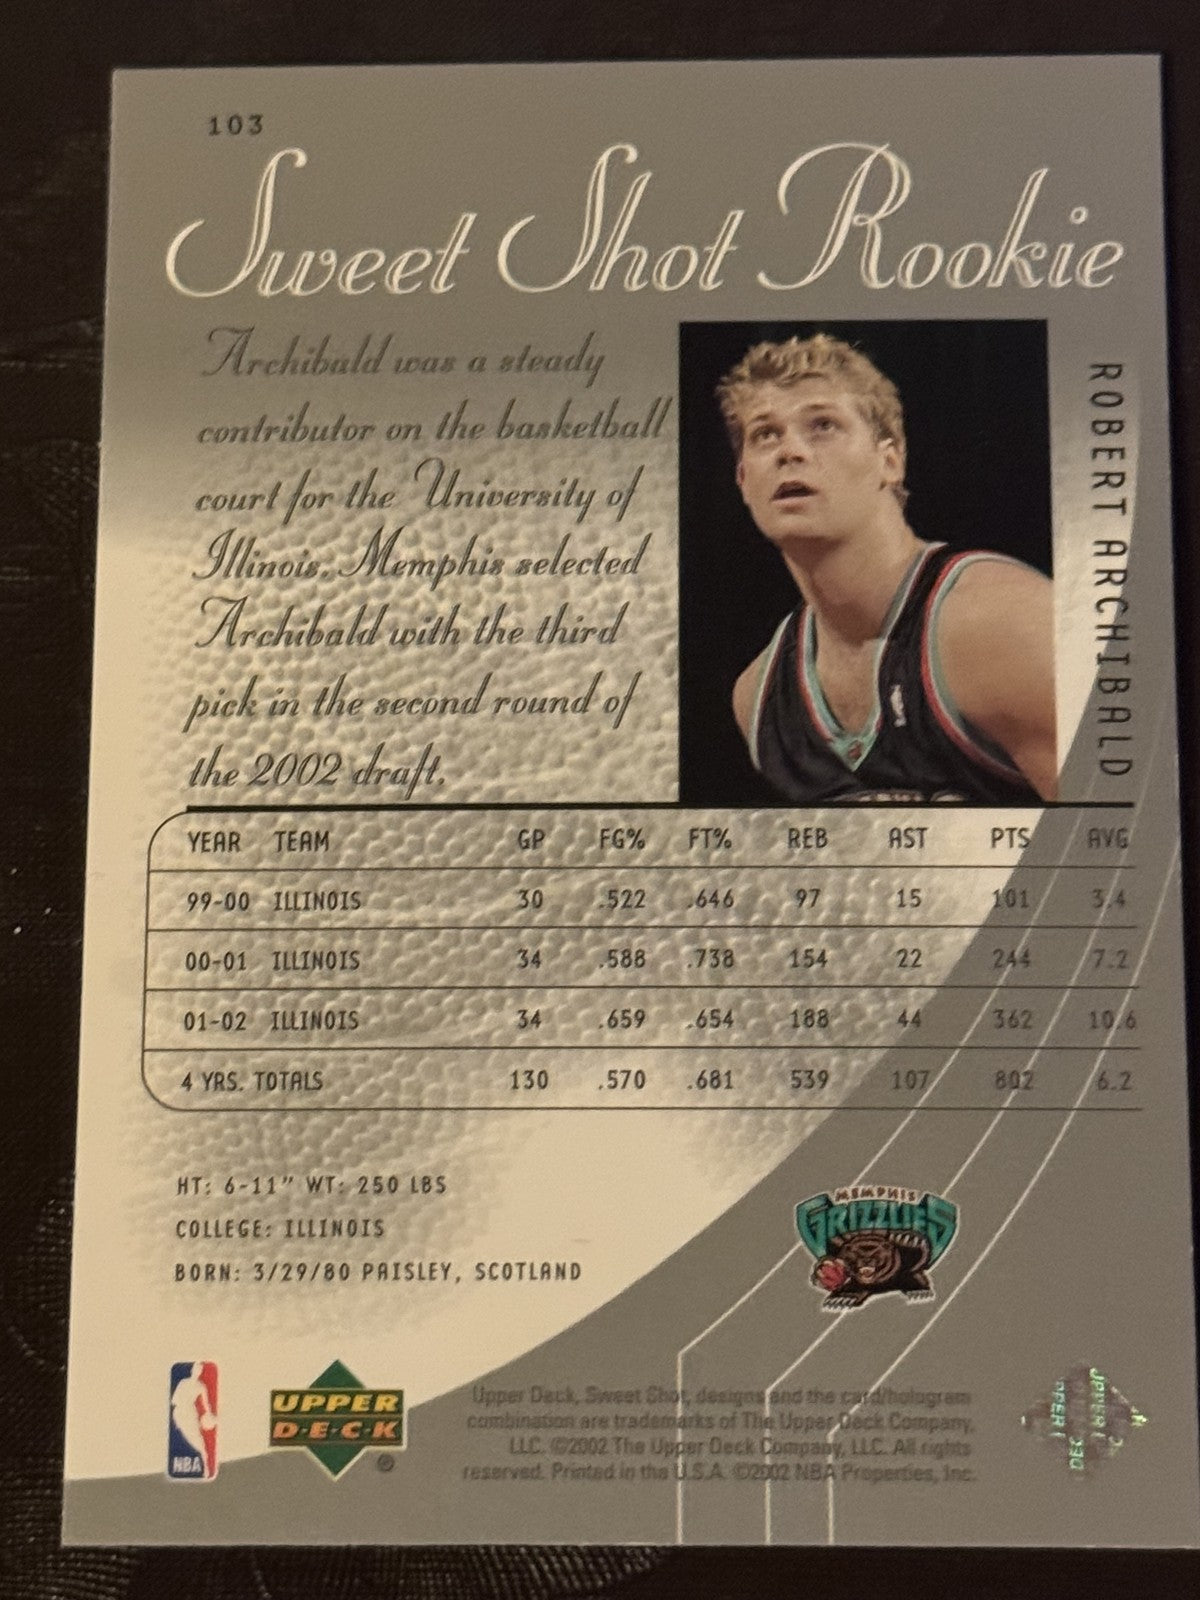 103
Sweet Shot Rookie
Archibald was a steady
contributor on the basketball
court for the University of
Illinois. Memphis selected
Archibald with the third
pick in the second round of
the 2002 draft.
ROBERT ARCHIBALD
YEAR TEAM GP FG% FT% REB AST PTS AVG
99-00 ILLINOIS 30 .522 .646 97 15 101 3.4
00-01 ILLINOIS 34 .588 .738 154 22 244 7.2
01-02 ILLINOIS 34 .659 .654 188 44 362 10.6
4 YRS. TOTALS 130 .570 .681 539 107 802 6.2
HT: 6-11" WT: 250 LBS
COLLEGE: ILLINOIS
BORN: 3/29/80 PAISLEY, SCOTLAND
MEMPHIS
GRIZZLIES
NBA
UPPER
D·E·C·K
®
Upper Deck, Sweet Shot, designs and the card/hologram
combination are trademarks of The Upper Deck Company,
LLC. ©2002 The Upper Deck Company, LLC. All rights
reserved. Printed in the U.S.A. ©2002 NBA Properties, Inc.